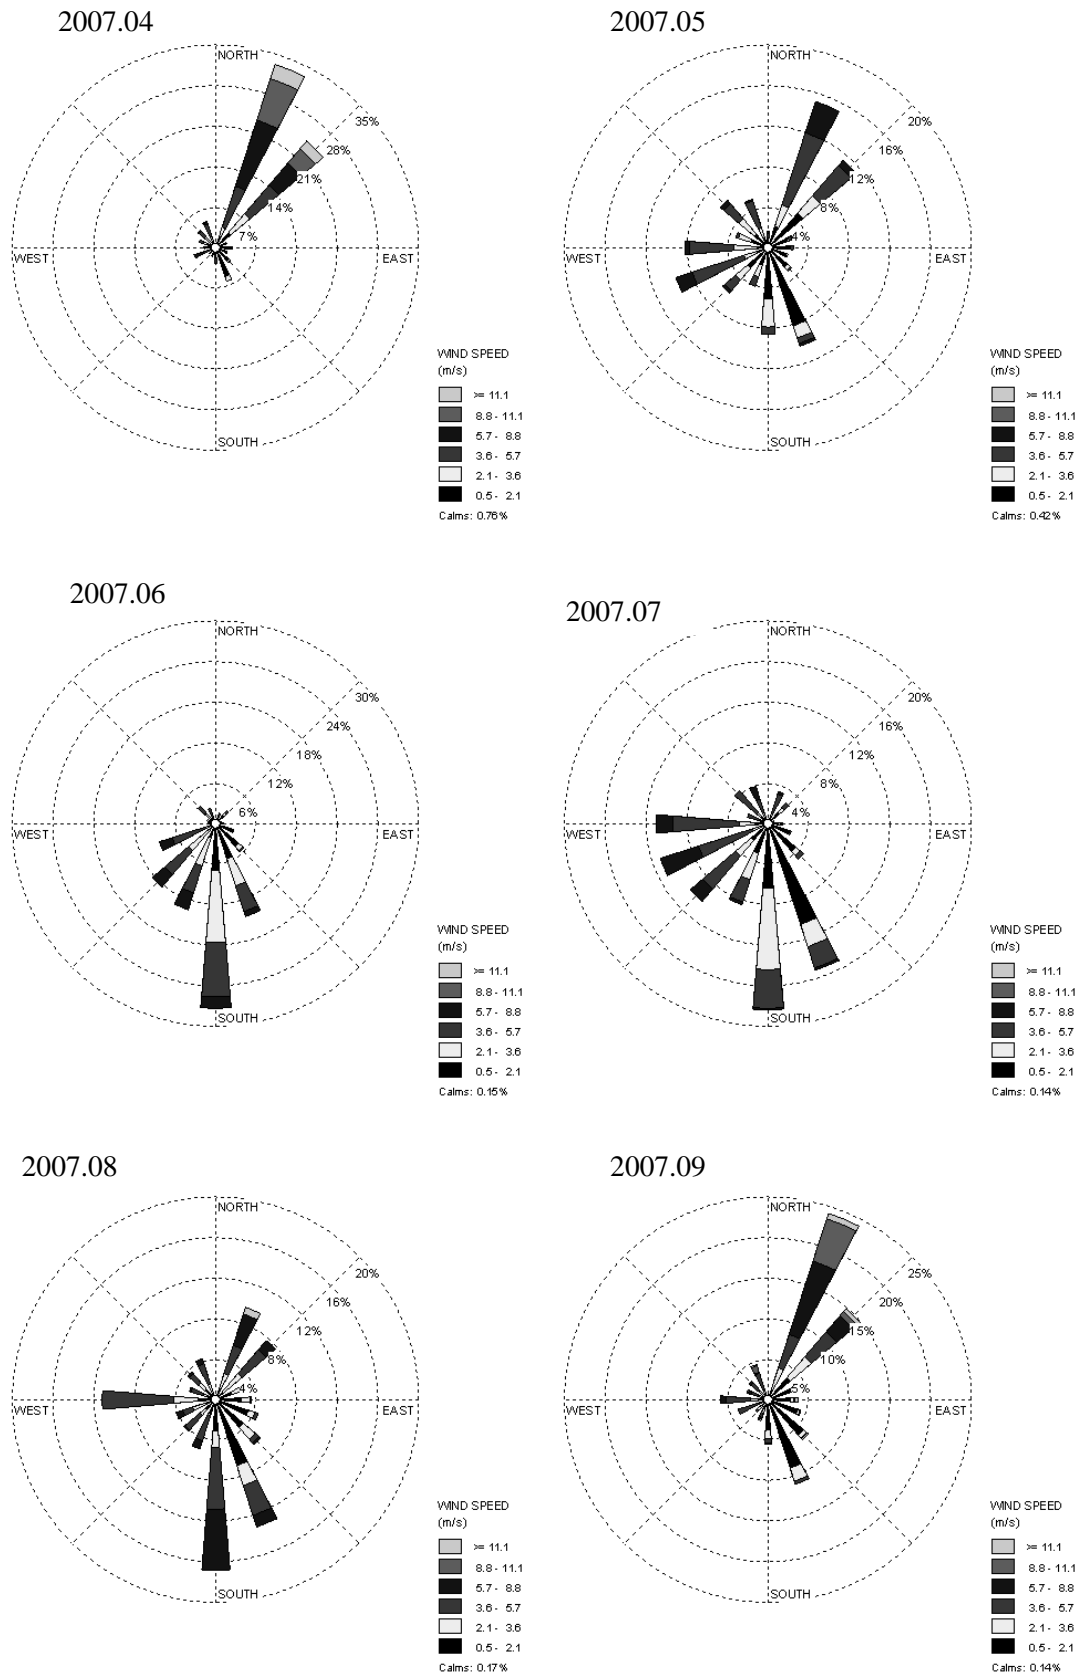 2007.04
NORTH
35%
28%
21%
14%
7%
WEST
EAST
SOUTH
WIND SPEED
(m/s)
>= 11.1
8.8 - 11.1
5.7 - 8.8
3.6 - 5.7
2.1 - 3.6
0.5 - 2.1
Calms: 0.76%
2007.05
NORTH
20%
16%
12%
8%
4%
WEST
EAST
SOUTH
WIND SPEED
(m/s)
>= 11.1
8.8 - 11.1
5.7 - 8.8
3.6 - 5.7
2.1 - 3.6
0.5 - 2.1
Calms: 0.42%
2007.06
NORTH
30%
24%
18%
12%
6%
WEST
EAST
SOUTH
WIND SPEED
(m/s)
>= 11.1
8.8 - 11.1
5.7 - 8.8
3.6 - 5.7
2.1 - 3.6
0.5 - 2.1
Calms: 0.15%
2007.07
NORTH
20%
16%
12%
8%
4%
WEST
EAST
SOUTH
WIND SPEED
(m/s)
>= 11.1
8.8 - 11.1
5.7 - 8.8
3.6 - 5.7
2.1 - 3.6
0.5 - 2.1
Calms: 0.14%
2007.08
NORTH
20%
16%
12%
8%
4%
WEST
EAST
SOUTH
WIND SPEED
(m/s)
>= 11.1
8.8 - 11.1
5.7 - 8.8
3.6 - 5.7
2.1 - 3.6
0.5 - 2.1
Calms: 0.17%
2007.09
NORTH
25%
20%
15%
10%
5%
WEST
EAST
SOUTH
WIND SPEED
(m/s)
>= 11.1
8.8 - 11.1
5.7 - 8.8
3.6 - 5.7
2.1 - 3.6
0.5 - 2.1
Calms: 0.14%